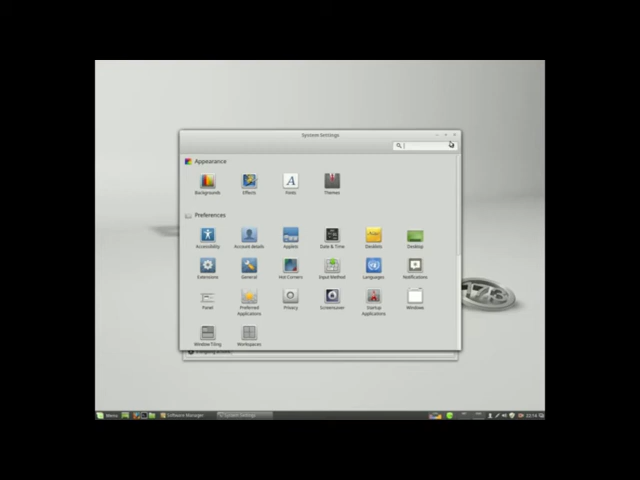 System Settings
Appearance
Backgrounds Effects Fonts Themes
Preferences
Accessibility Account details Applets Date & Time Desklets Desktop
Extensions General Hot Corners Input Method Languages Notifications
Panel Preferred Applications Privacy Screensaver Startup Applications Windows
Window Tiling Workspaces
Menu Software Manager System Settings